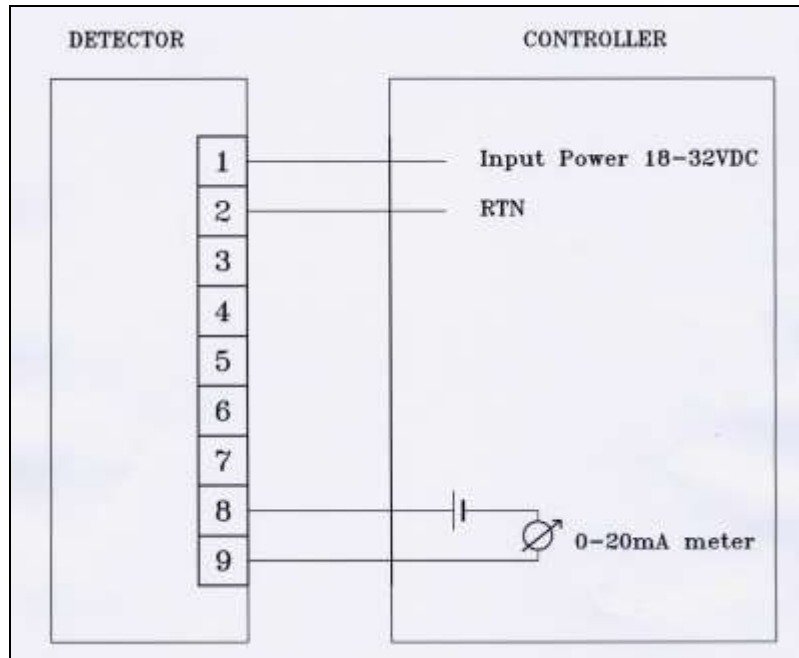 DETECTOR
CONTROLLER
1
Input Power 18-32VDC
2
RTN
3
4
5
6
7
8
9
0-20mA meter